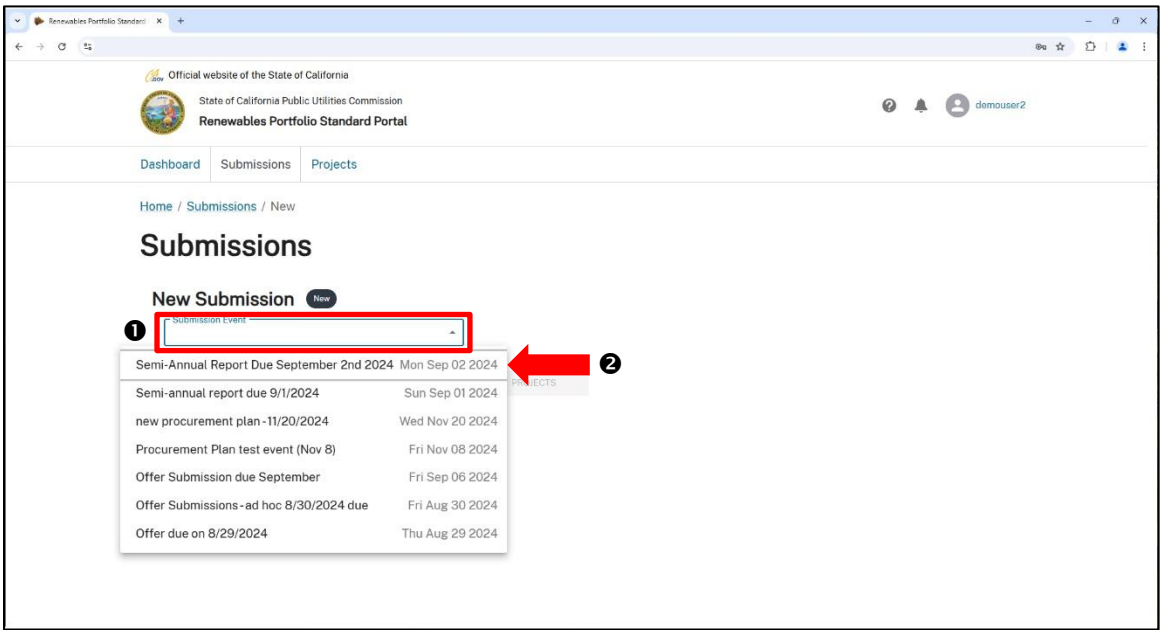 Renewables Portfolio Standard
Official website of the State of California
State of California Public Utilities Commission
Renewables Portfolio Standard Portal
demouser2
Dashboard Submissions Projects
Home / Submissions / New
Submissions
New Submission New
❶ Submission Event
Semi-Annual Report Due September 2nd 2024 Mon Sep 02 2024 ❷
Semi-annual report due 9/1/2024 Sun Sep 01 2024
new procurement plan - 11/20/2024 Wed Nov 20 2024
Procurement Plan test event (Nov 8) Fri Nov 08 2024
Offer Submission due September Fri Sep 06 2024
Offer Submissions - ad hoc 8/30/2024 due Fri Aug 30 2024
Offer due on 8/29/2024 Thu Aug 29 2024